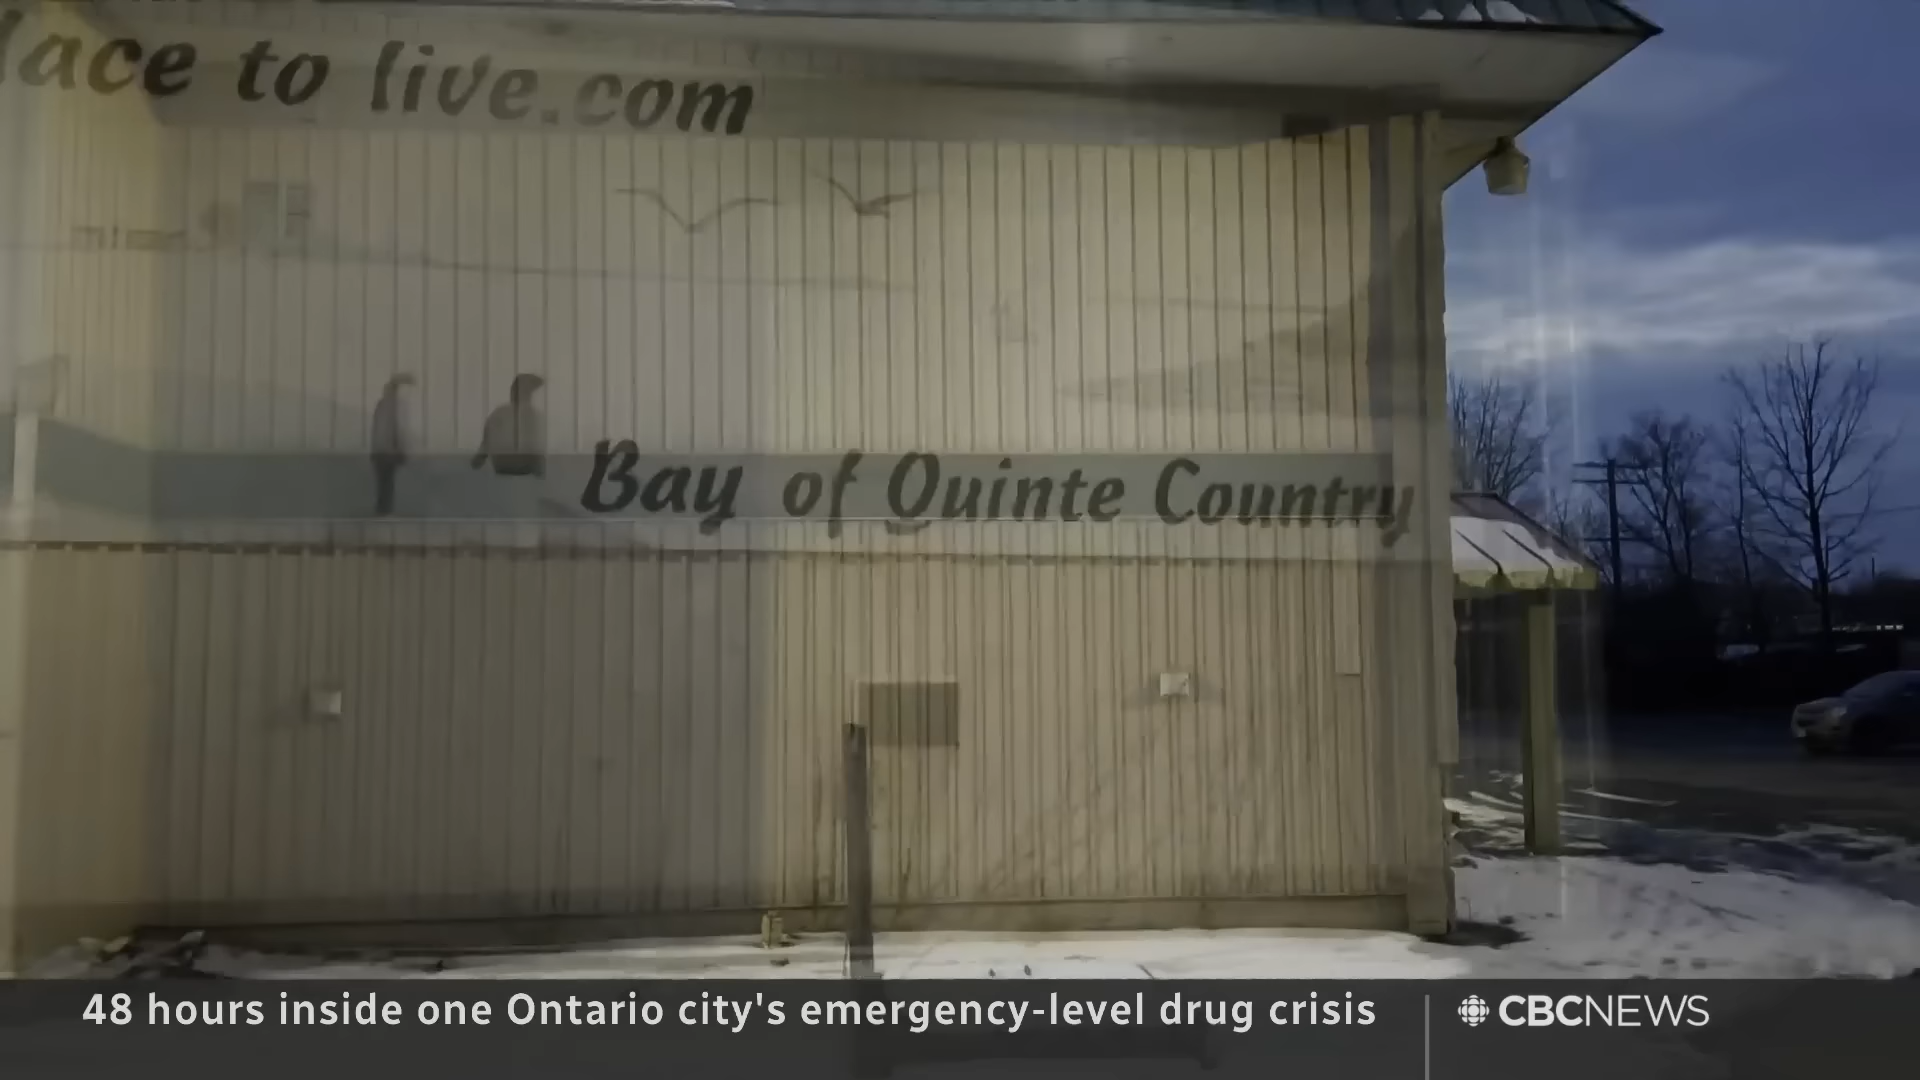 lace to live.com
Bay of Quinte Country
48 hours inside one Ontario city's emergency-level drug crisis
CBCNEWS